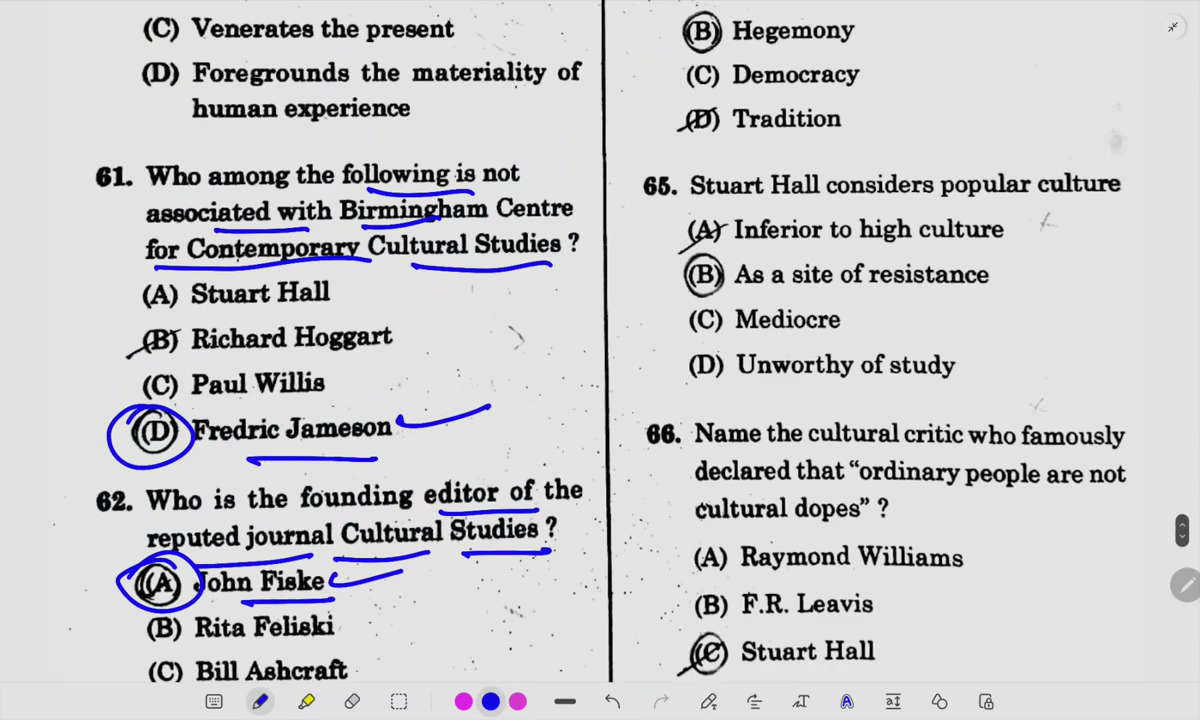 (C) Venerates the present
(D) Foregrounds the materiality of
human experience
61. Who among the following is not
associated with Birmingham Centre
for Contemporary Cultural Studies ?
(A) Stuart Hall
(B) Richard Hoggart
(C) Paul Willis
(D) Fredric Jameson
62. Who is the founding editor of the
reputed journal Cultural Studies ?
(A) John Fiske
(B) Rita Feliski
(C) Bill Ashcraft
(B) Hegemony
(C) Democracy
(D) Tradition
65. Stuart Hall considers popular culture
(A) Inferior to high culture
(B) As a site of resistance
(C) Mediocre
(D) Unworthy of study
66. Name the cultural critic who famously
declared that “ordinary people are not
cultural dopes” ?
(A) Raymond Williams
(B) F.R. Leavis
(C) Stuart Hall